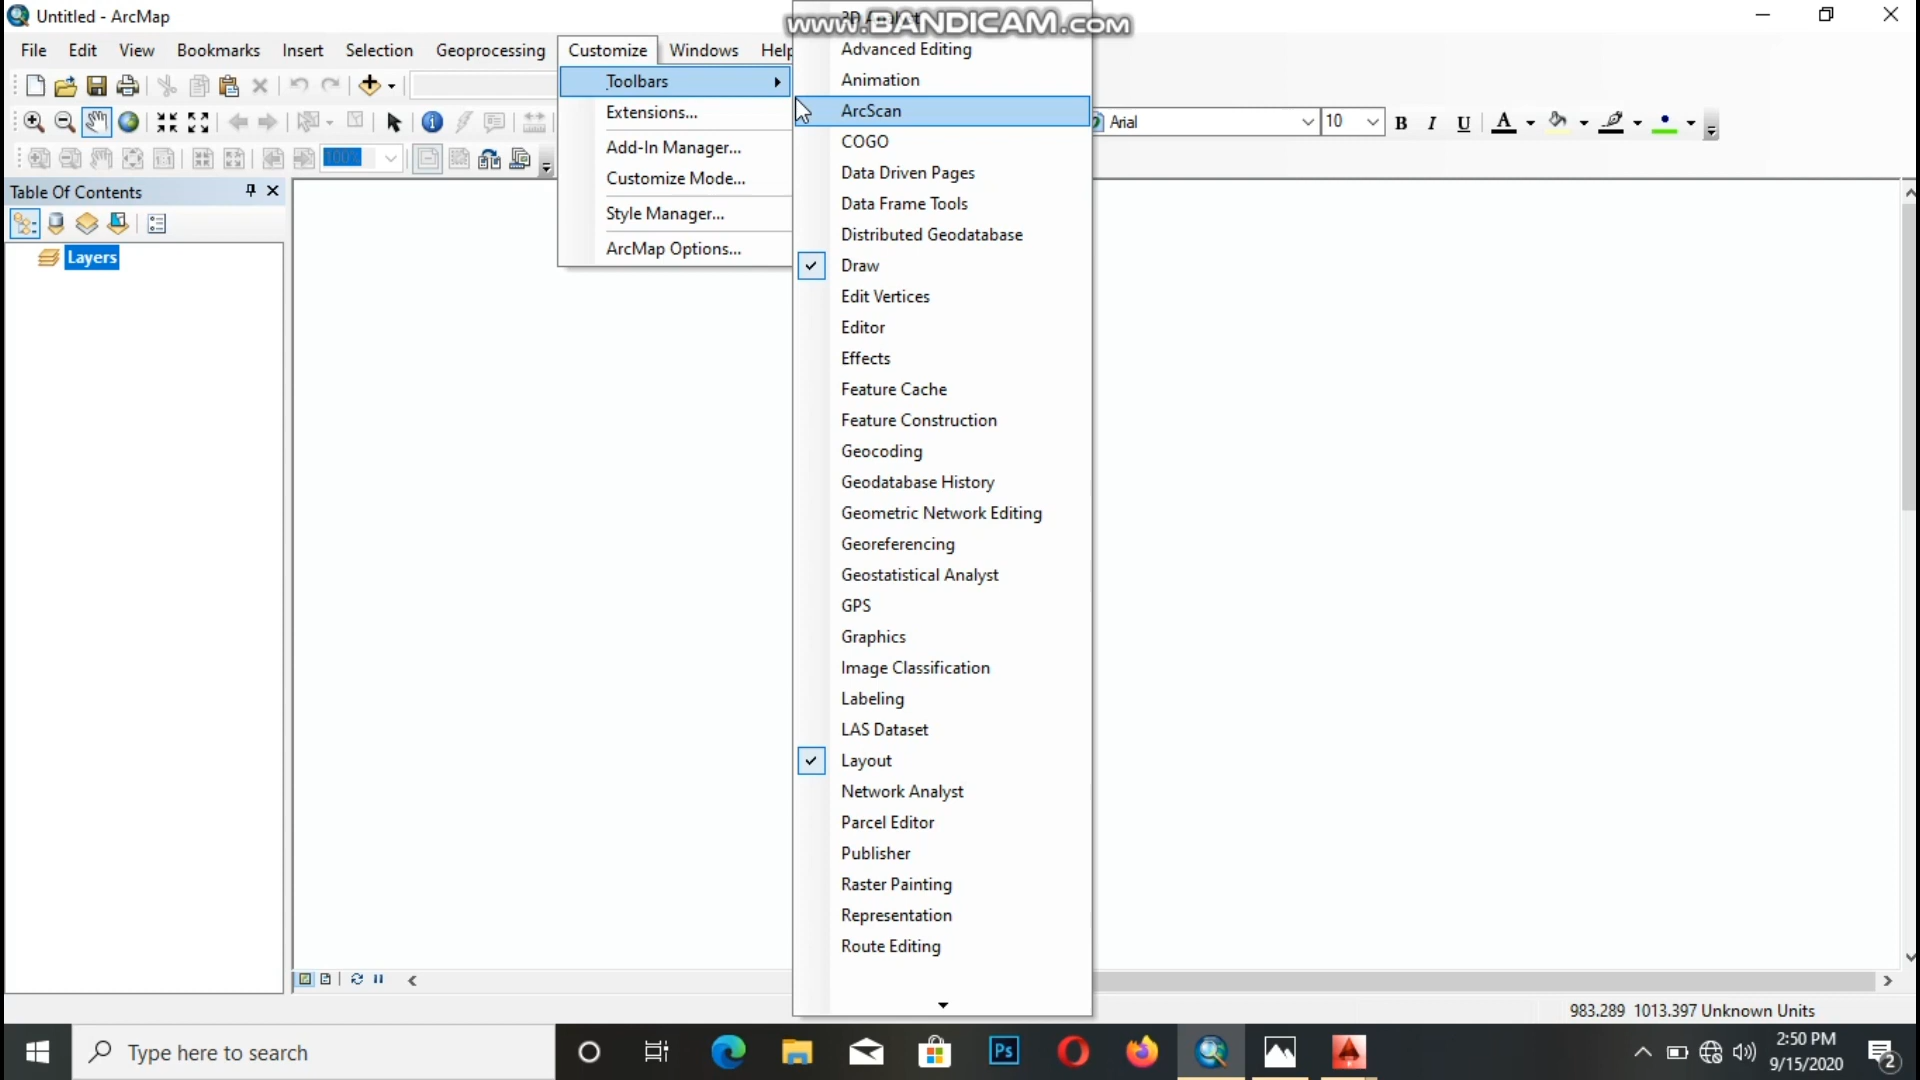 Untitled - ArcMap
www.BANDICAM.com
File Edit View Bookmarks Insert Selection Geoprocessing Customize Windows Help
Toolbars
Extensions...
Add-In Manager...
Customize Mode...
Style Manager...
ArcMap Options...
Advanced Editing
Animation
ArcScan
COGO
Data Driven Pages
Data Frame Tools
Distributed Geodatabase
Draw
Edit Vertices
Editor
Effects
Feature Cache
Feature Construction
Geocoding
Geodatabase History
Geometric Network Editing
Georeferencing
Geostatistical Analyst
GPS
Graphics
Image Classification
Labeling
LAS Dataset
Layout
Network Analyst
Parcel Editor
Publisher
Raster Painting
Representation
Route Editing
Arial 10 B I U A
100%
Table Of Contents
Layers
983.289 1013.397 Unknown Units
Type here to search
Ps
2:50 PM
9/15/2020
2